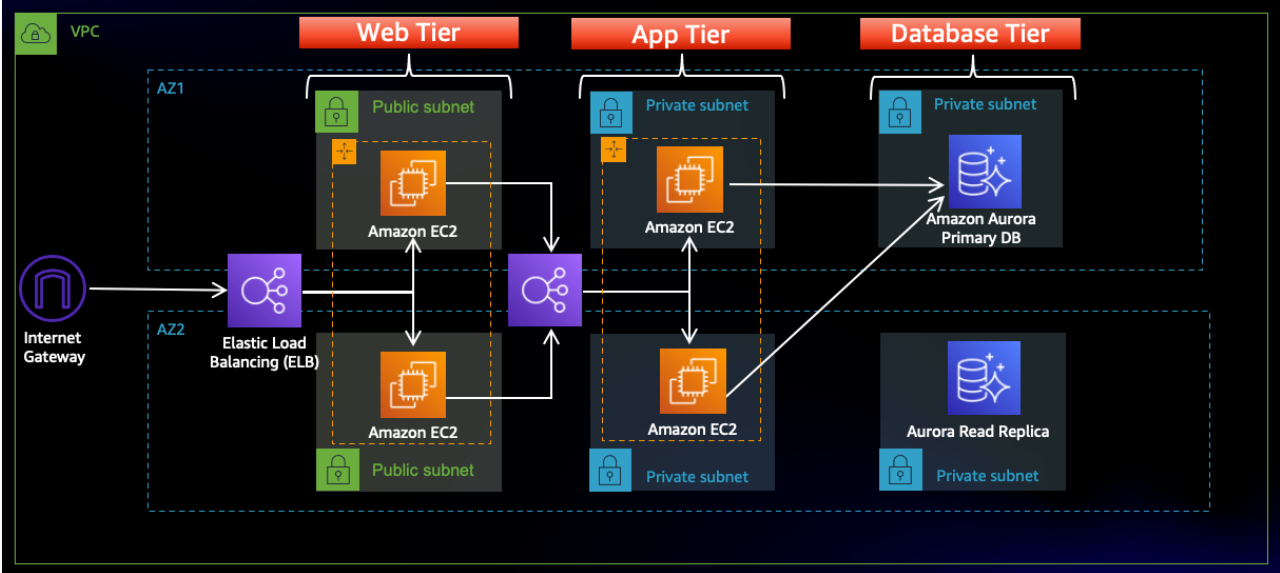 VPC
Web Tier
App Tier
Database Tier
AZ1
Public subnet
Private subnet
Private subnet
Amazon EC2
Amazon EC2
Amazon Aurora
Primary DB
Internet
Gateway
Elastic Load
Balancing (ELB)
AZ2
Amazon EC2
Amazon EC2
Aurora Read Replica
Public subnet
Private subnet
Private subnet